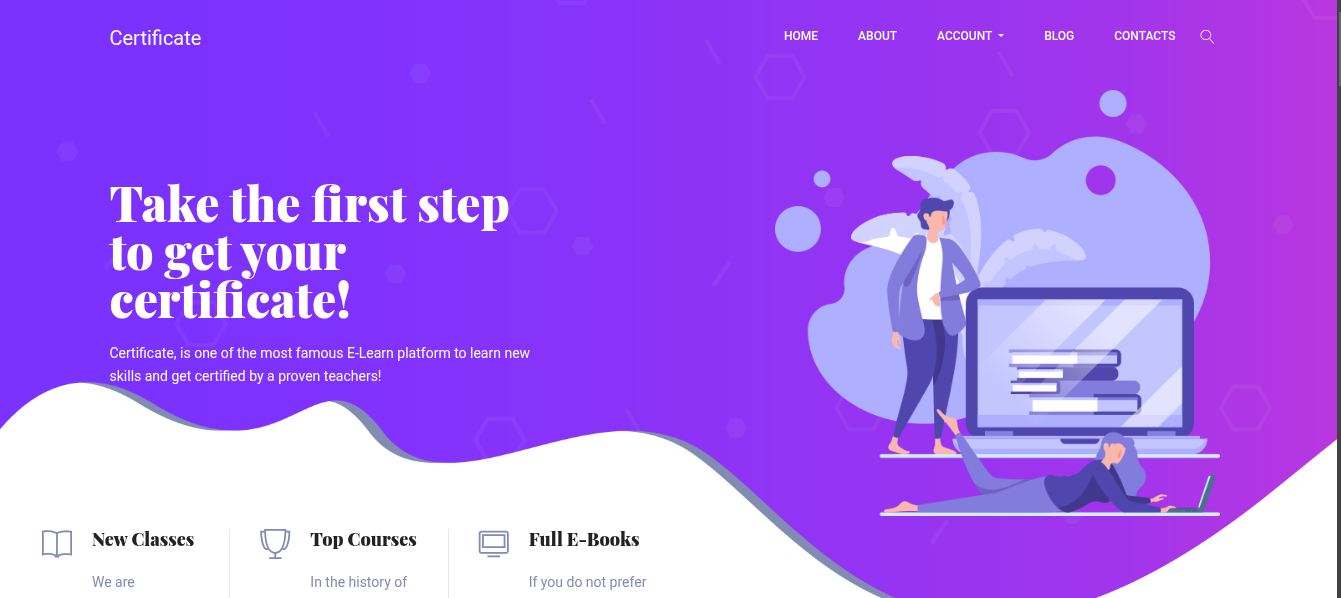 Certificate
HOME
ABOUT
ACCOUNT
BLOG
CONTACTS
Take the first step
to get your
certificate!
Certificate, is one of the most famous E-Learn platform to learn new
skills and get certified by a proven teachers!
New Classes
We are
Top Courses
In the history of
Full E-Books
If you do not prefer